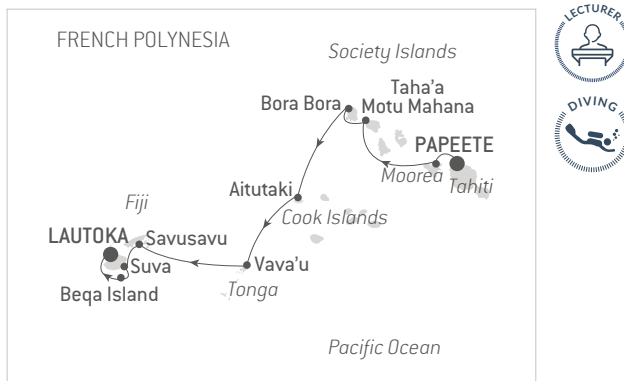 FRENCH POLYNESIA
Society Islands
Taha'a
Motu Mahana
Bora Bora
PAPEETE
Moorea
Tahiti
Aitutaki
Cook Islands
Fiji
LAUTOKA
Savusavu
Suva
Vava'u
Beqa Island
Tonga
Pacific Ocean
LECTURER
DIVING